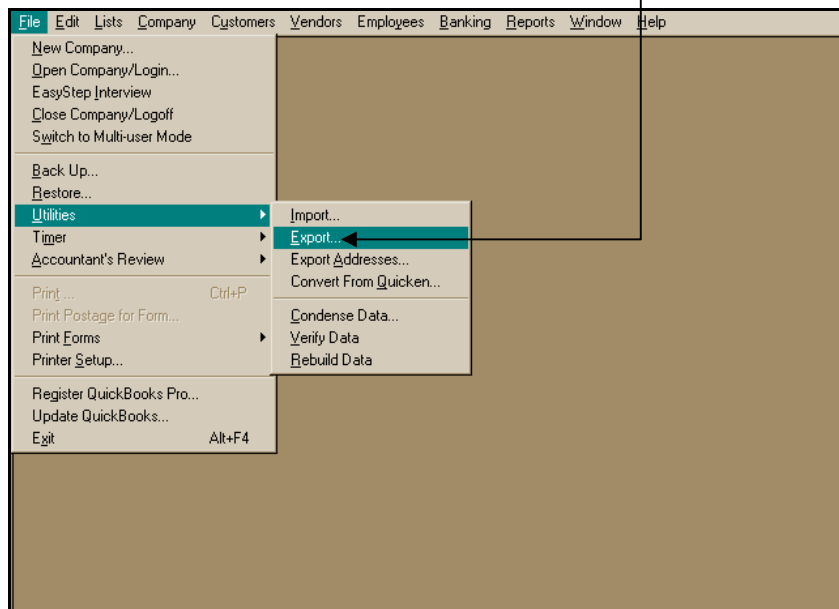 File Edit Lists Company Customers Vendors Employees Banking Reports Window Help
New Company...
Open Company/Login...
EasyStep Interview
Close Company/Logoff
Switch to Multi-user Mode
Back Up...
Restore...
Utilities
Timer
Accountant's Review
Print ... Ctrl+P
Print Postage for Form...
Print Forms
Printer Setup...
Register QuickBooks Pro...
Update QuickBooks...
Exit Alt+F4
Import...
Export...
Export Addresses...
Convert From Quicken...
Condense Data...
Verify Data
Rebuild Data